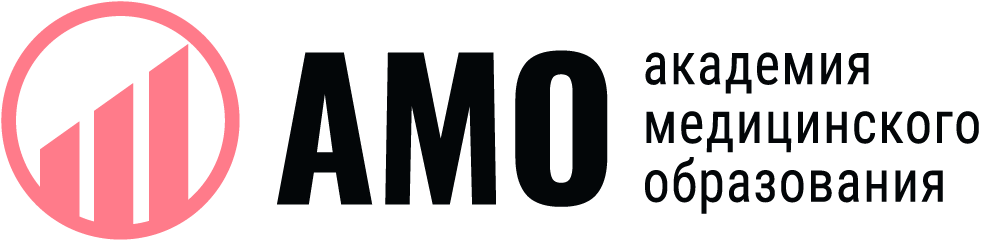 АМО
академия
медицинского
образования